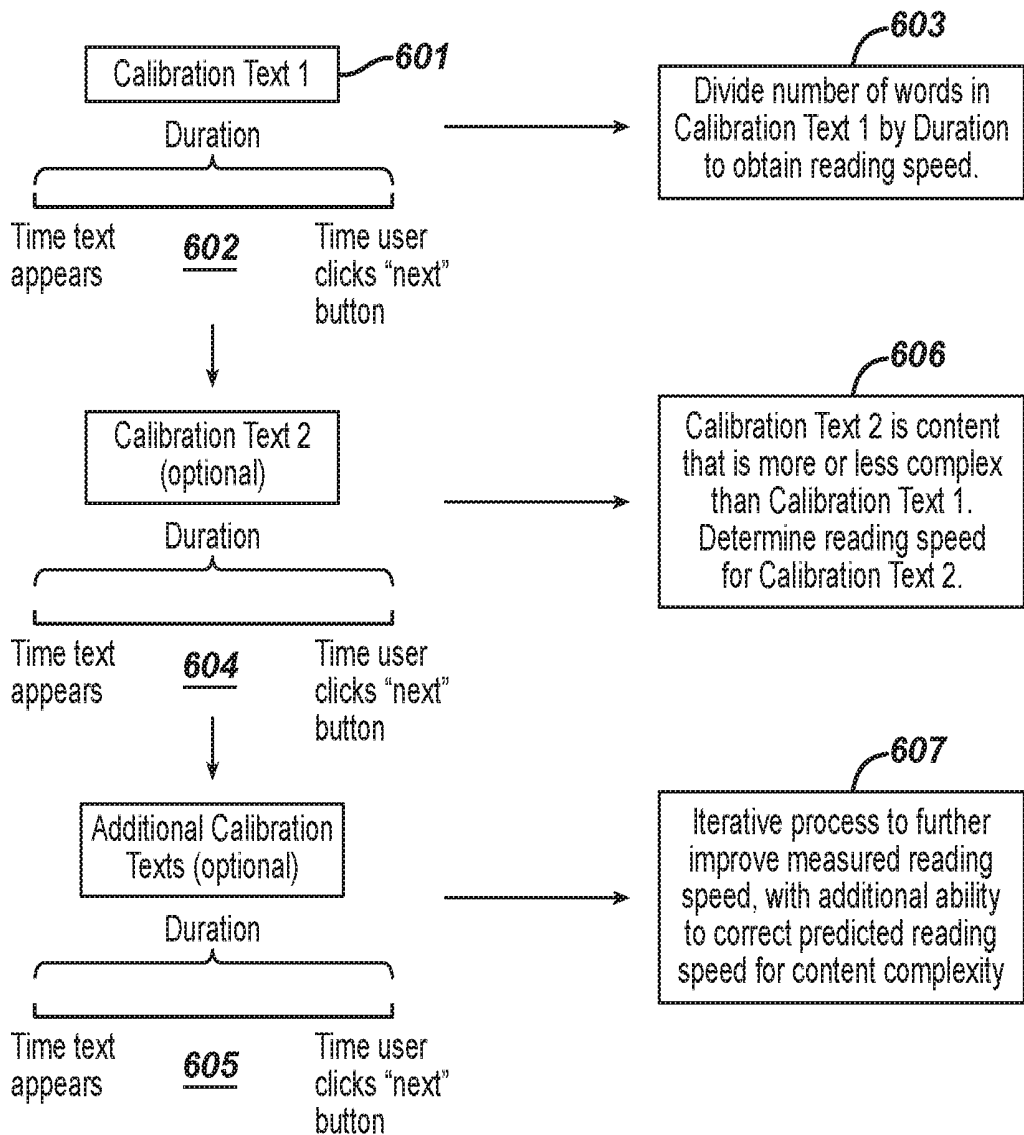 Calibration Text 1
601
Duration
Time text
appears
602
Time user
clicks “next”
button
603
Divide number of words in
Calibration Text 1 by Duration
to obtain reading speed.
Calibration Text 2
(optional)
Duration
Time text
appears
604
Time user
clicks “next”
button
606
Calibration Text 2 is content
that is more or less complex
than Calibration Text 1.
Determine reading speed
for Calibration Text 2.
Additional Calibration
Texts (optional)
Duration
Time text
appears
605
Time user
clicks “next”
button
607
Iterative process to further
improve measured reading
speed, with additional ability
to correct predicted reading
speed for content complexity